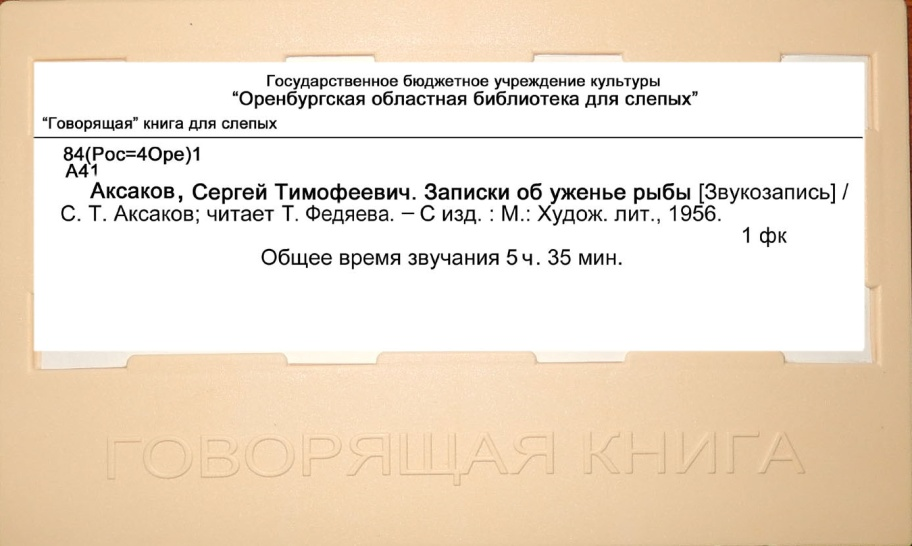 Государственное бюджетное учреждение культуры
“Оренбургская областная библиотека для слепых”
“Говорящая” книга для слепых
84(Рос=4Оре)1
А41
Аксаков, Сергей Тимофеевич. Записки об уженье рыбы [Звукозапись] /
С. Т. Аксаков; читает Т. Федяева. – С изд. : М.: Худож. лит., 1956.
1 фк
Общее время звучания 5 ч. 35 мин.
ГОВОРЯЩАЯ КНИГА